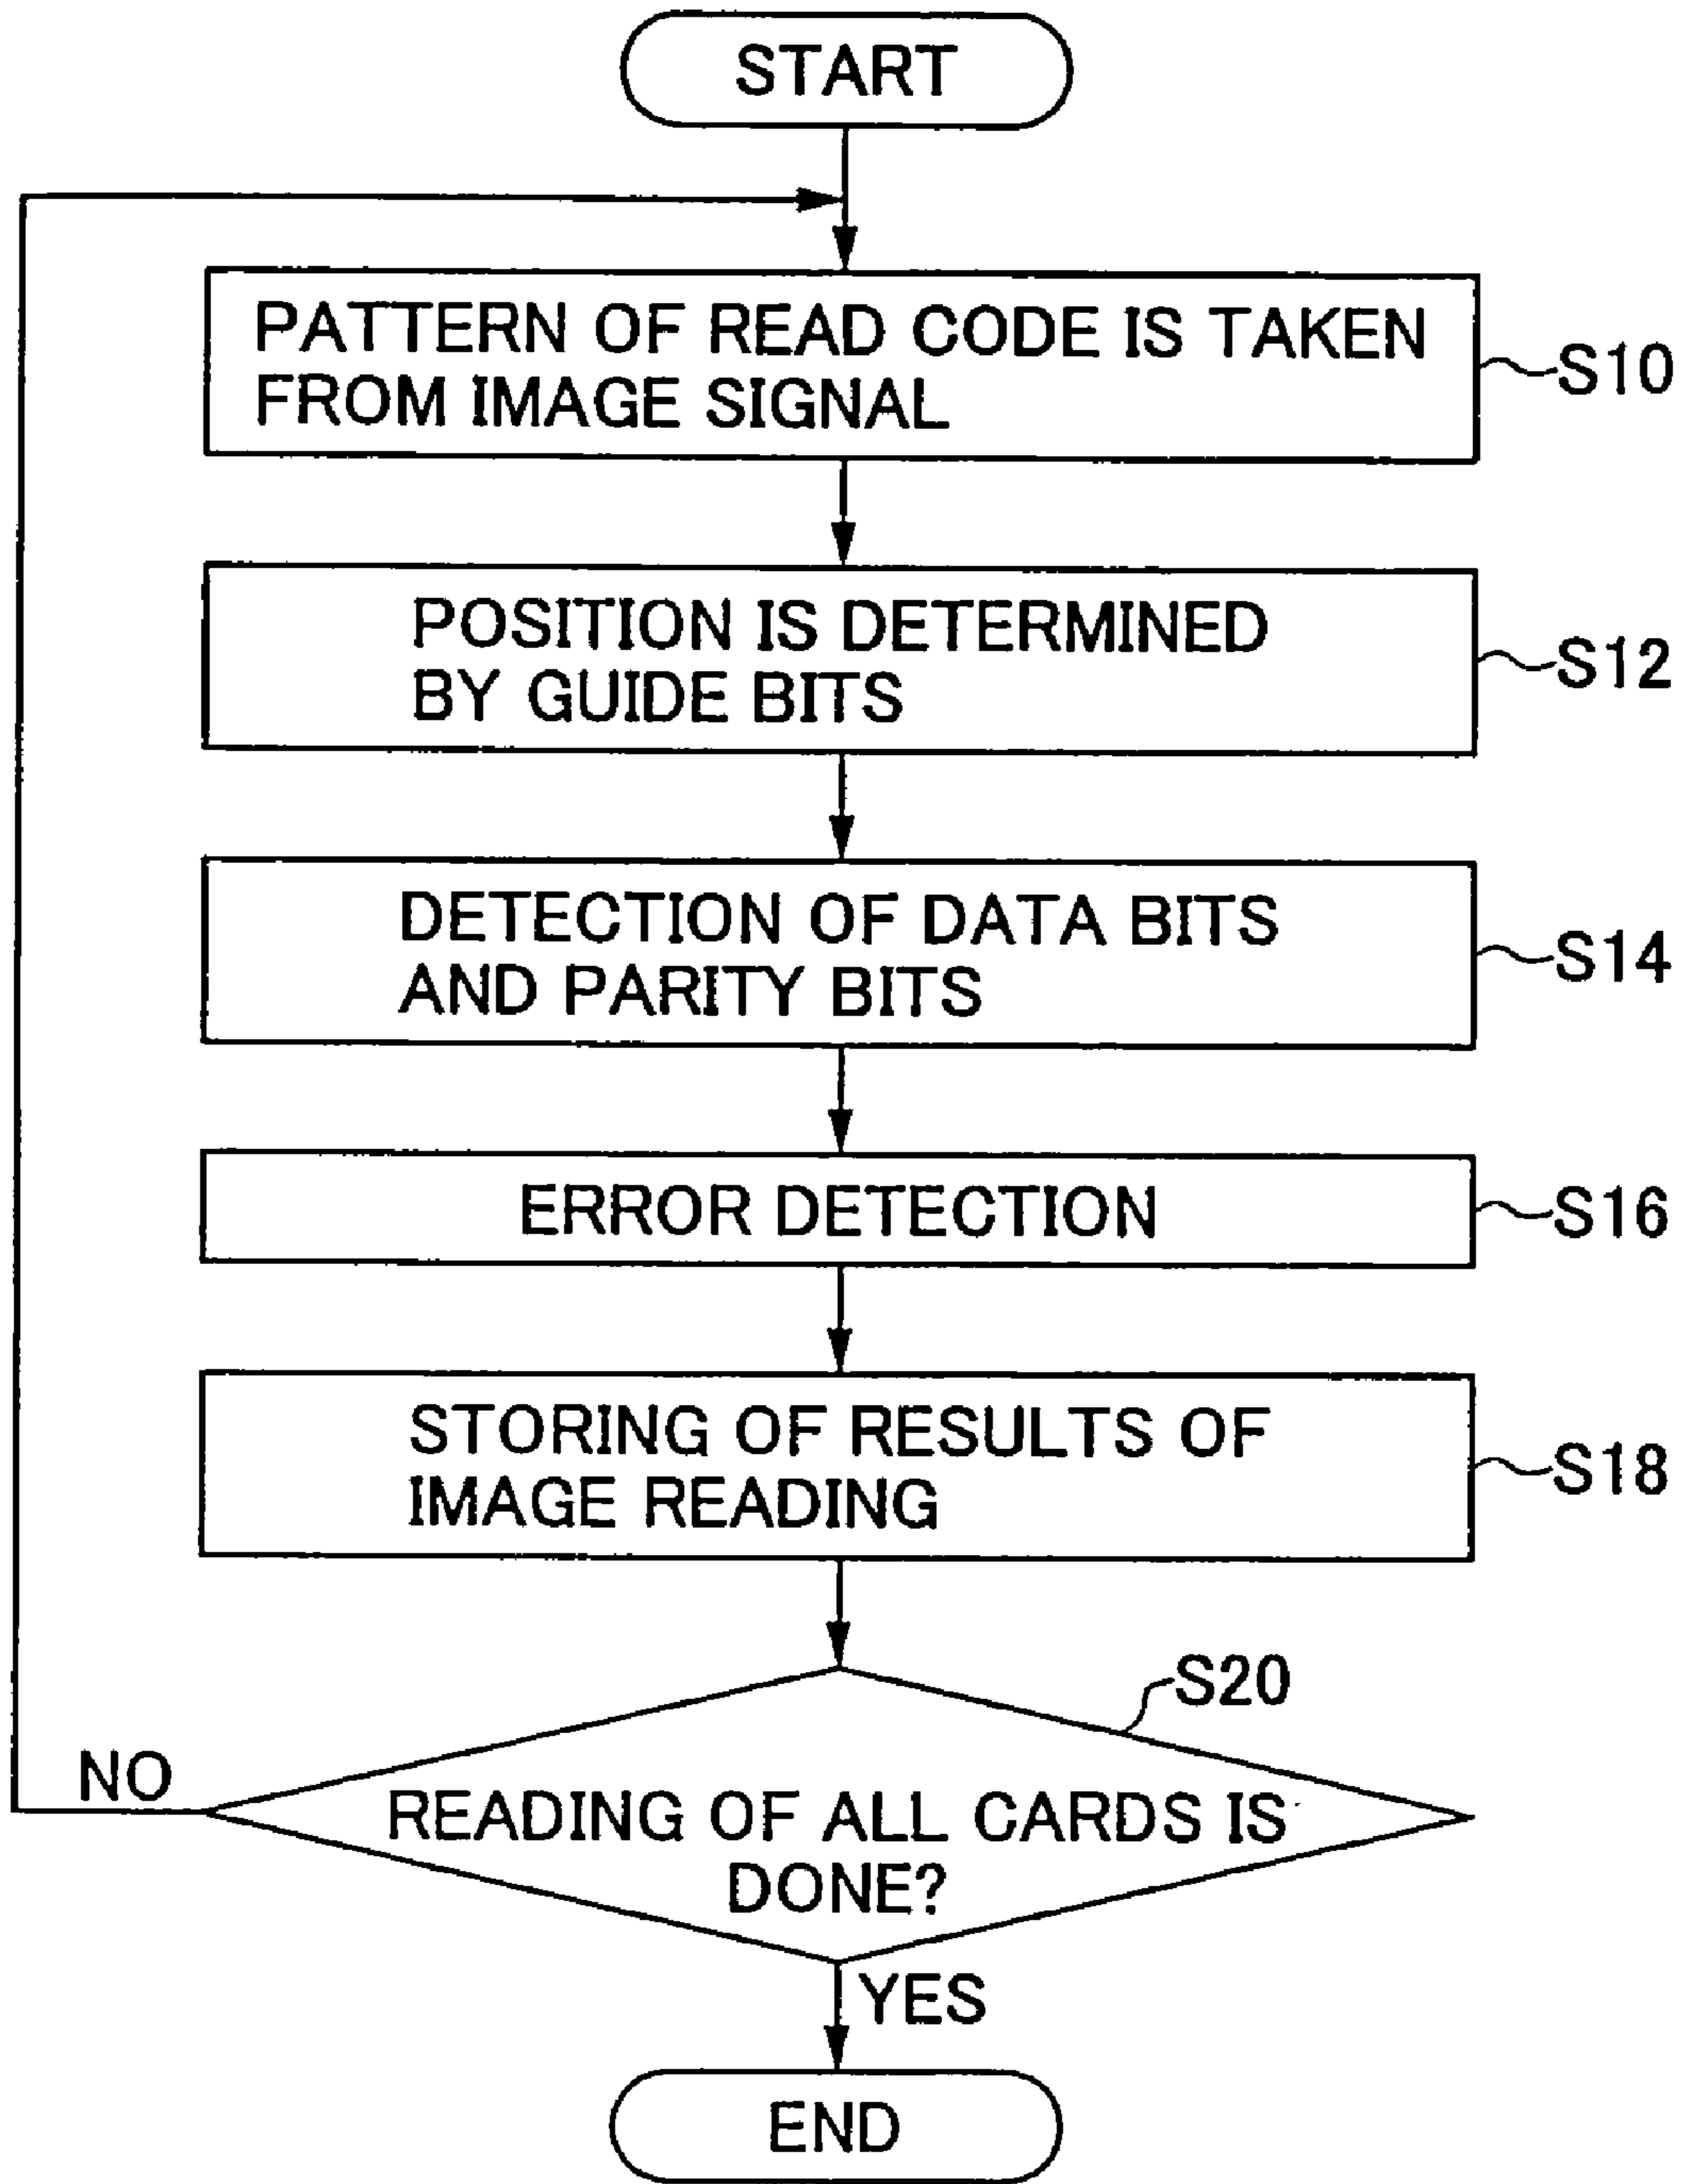 START
PATTERN OF READ CODE IS TAKEN
FROM IMAGE SIGNAL
S10
POSITION IS DETERMINED
BY GUIDE BITS
S12
DETECTION OF DATA BITS
AND PARITY BITS
S14
ERROR DETECTION
S16
STORING OF RESULTS OF
IMAGE READING
S18
S20
NO
READING OF ALL CARDS IS
DONE?
YES
END